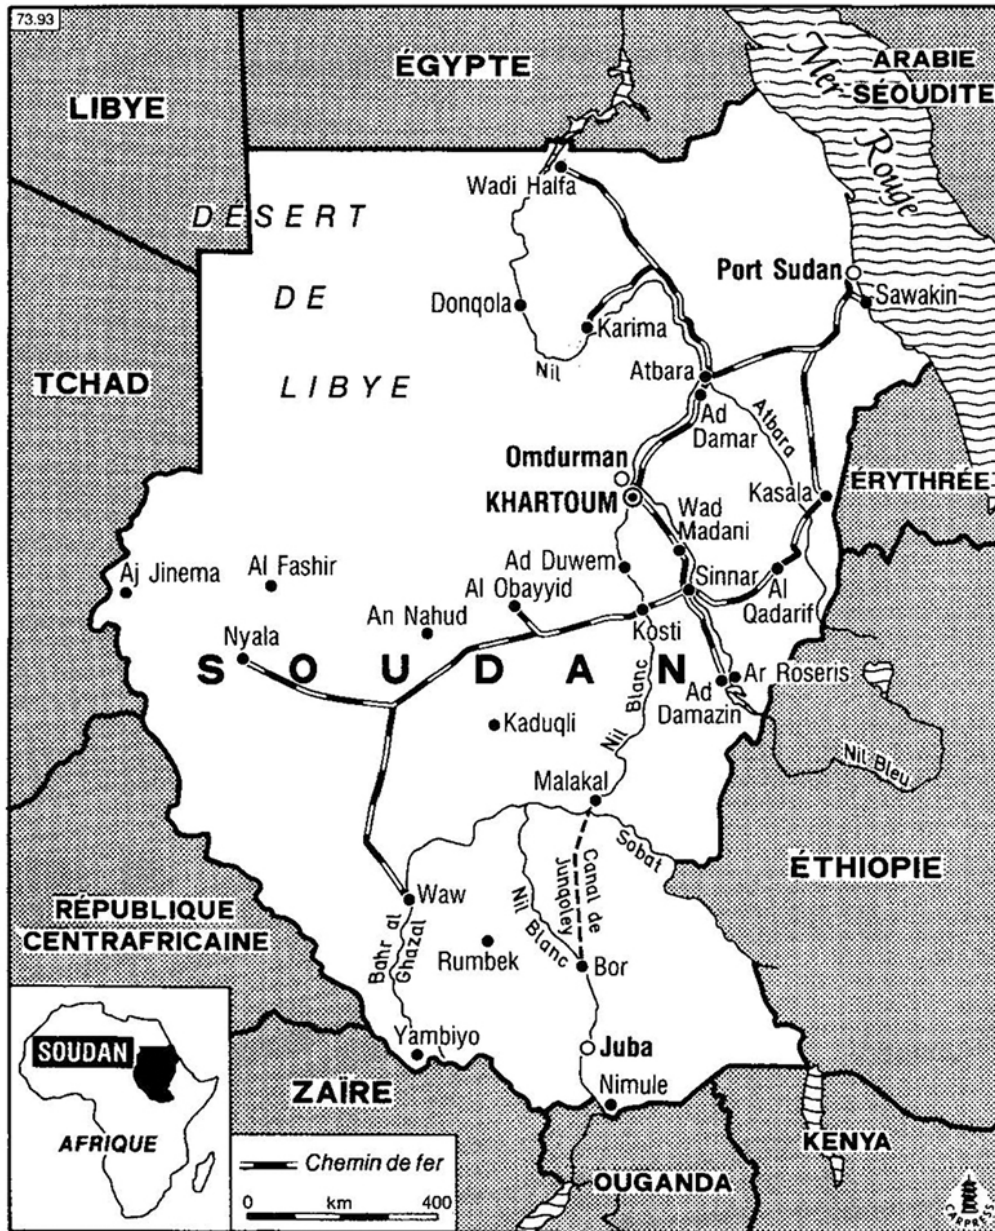 73.93
ÉGYPTE
LIBYE
ARABIE
SÉOUDITE
Mer
Rouge
Wadi Halfa
DÉSERT
DE
LIBYE
Port Sudan
Sawakin
Donqola
Karima
Nil
TCHAD
Atbara
Ad
Damar
Atbara
Omdurman
KHARTOUM
ÉRYTHRÉE
Kasala
Wad
Madani
Ad Duwem
Sinnar
Al
Qadarif
Aj Jinema
Al Fashir
Al Obayyid
An Nahud
Kosti
Nyala
SOUDAN
Ar Roseris
Ad
Damazin
Nil Blanc
Kaduqli
Nil Bleu
Malakal
Sobat
ÉTHIOPIE
Canal de
Junqoley
Nil
Blanc
Waw
RÉPUBLIQUE
CENTRAFRICAINE
Bahr al
Ghazal
Rumbek
Bor
Yambiyo
Juba
Nimule
SOUDAN
AFRIQUE
ZAÏRE
KENYA
OUGANDA
Chemin de fer
0 km 400
CARPRESS